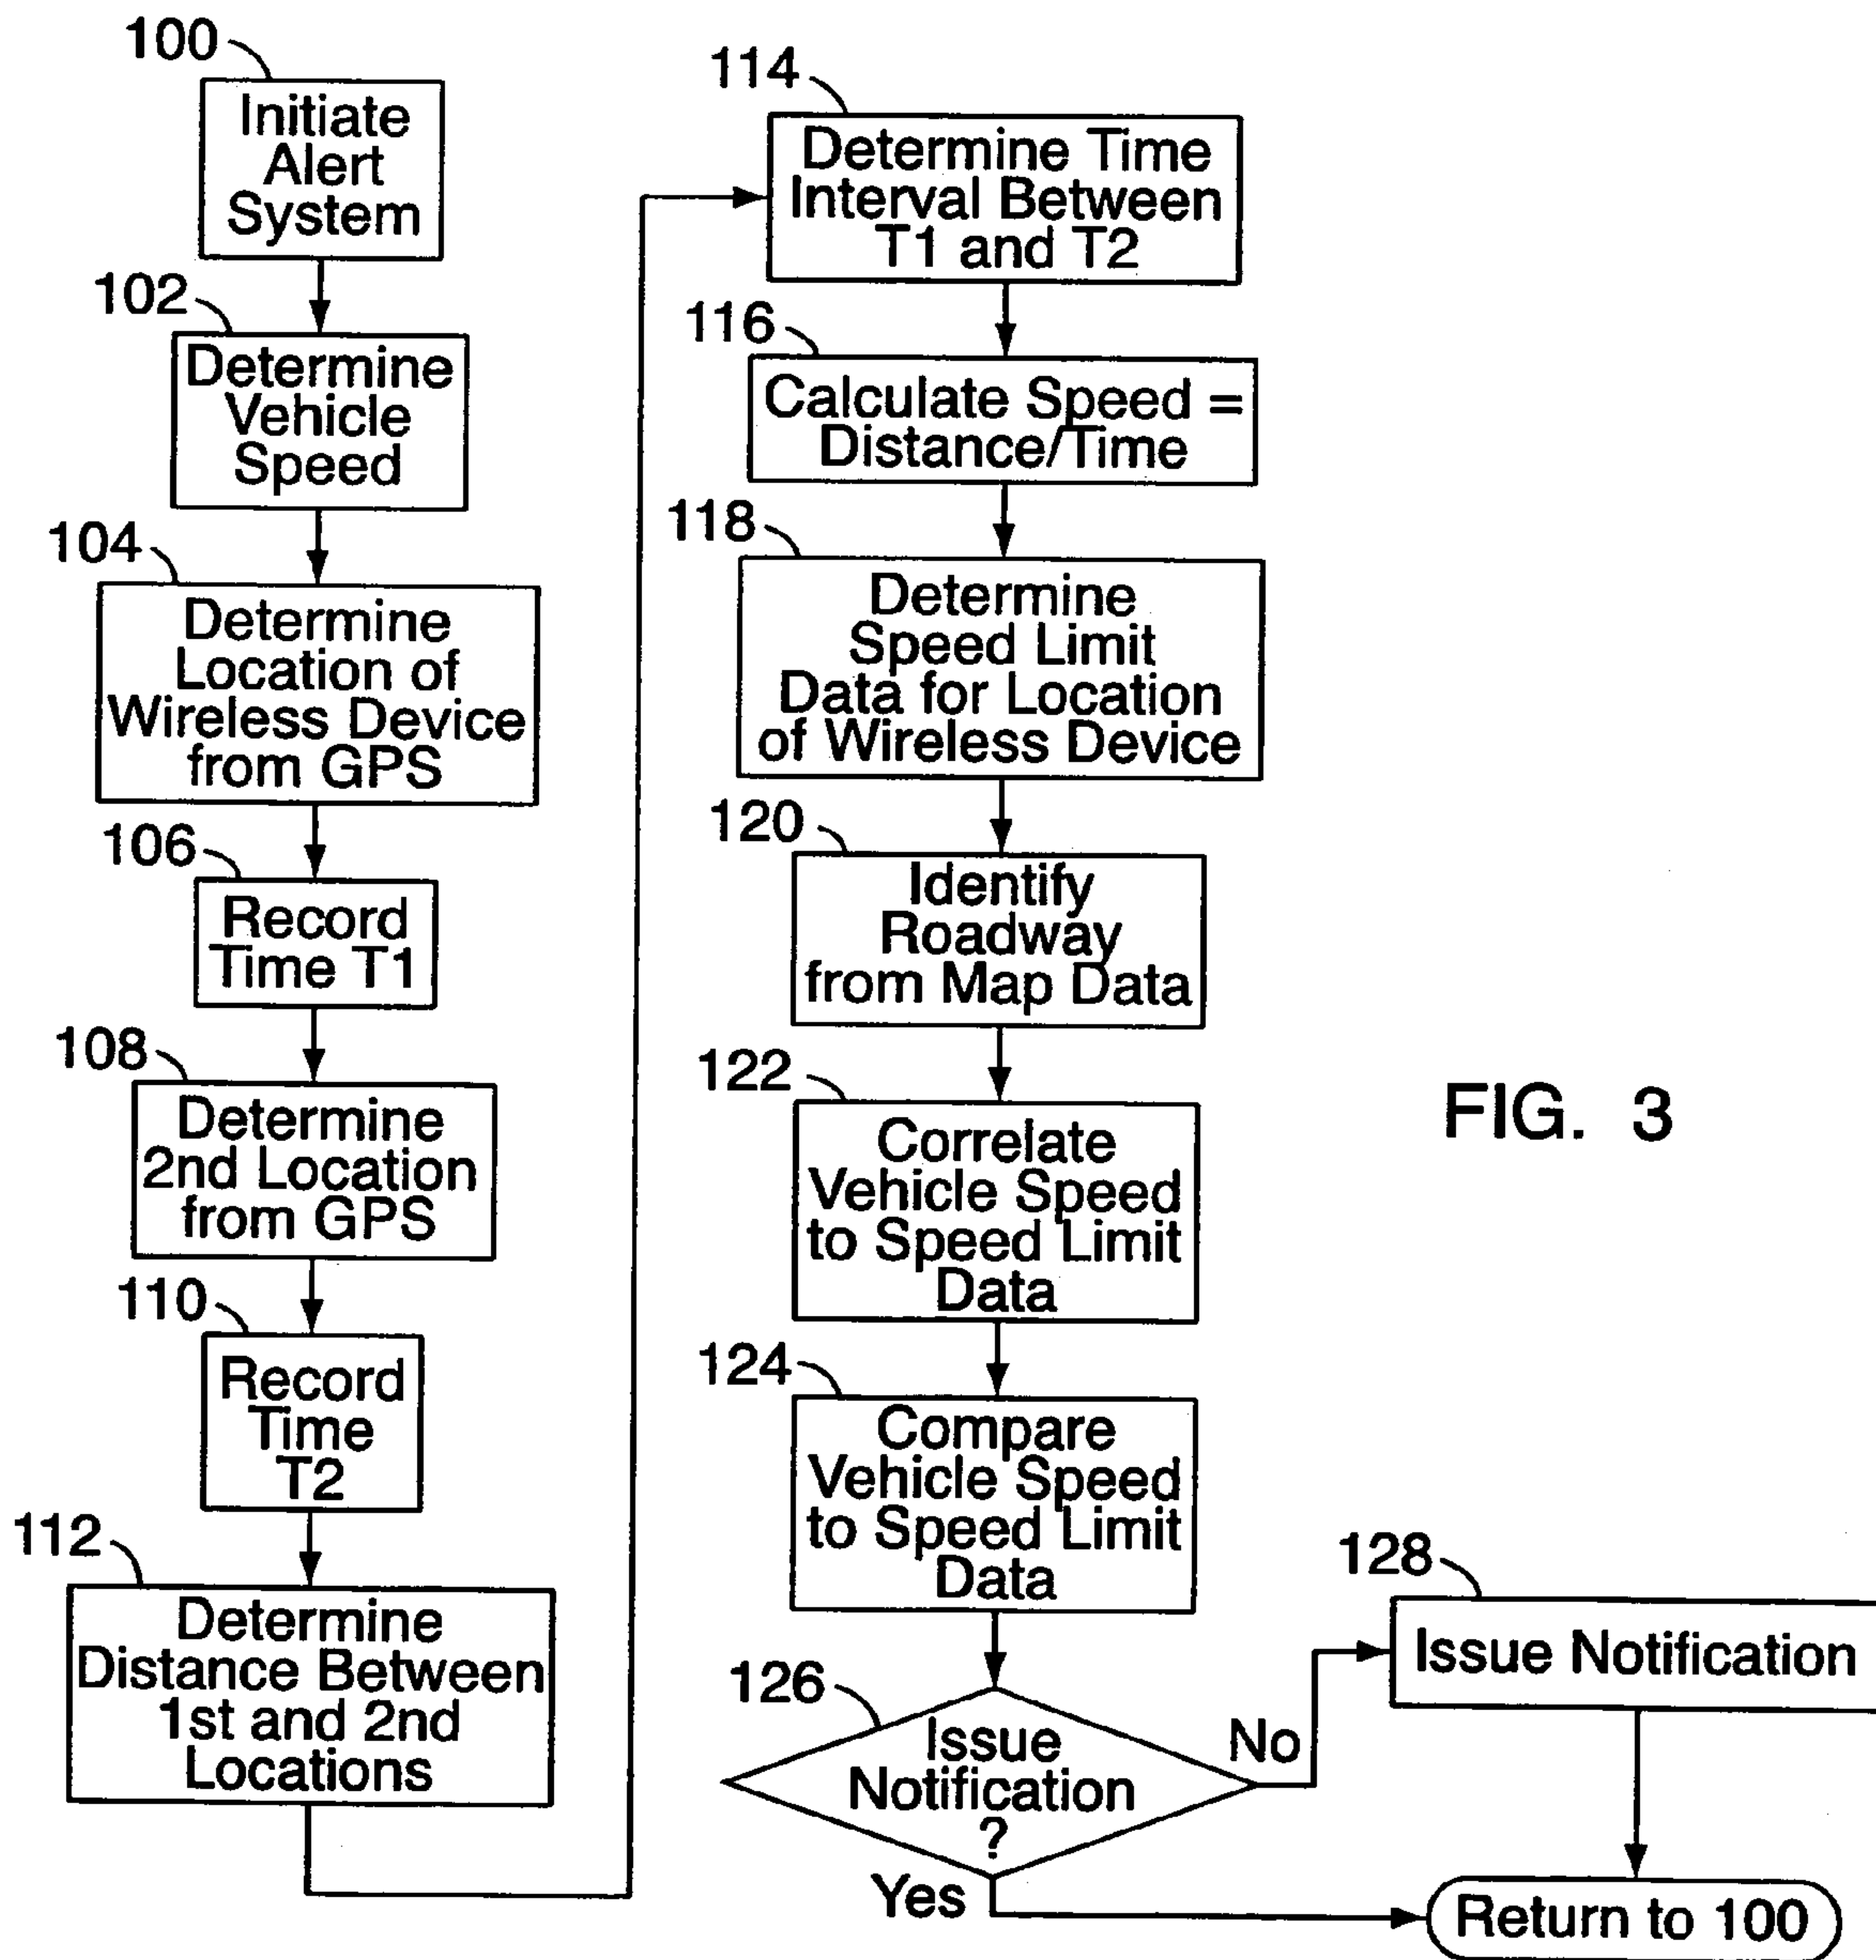 100
Initiate
Alert
System
102
Determine
Vehicle
Speed
104
Determine
Location of
Wireless Device
from GPS
106
Record
Time T1
108
Determine
2nd Location
from GPS
110
Record
Time
T2
112
Determine
Distance Between
1st and 2nd
Locations
114
Determine Time
Interval Between
T1 and T2
116
Calculate Speed =
Distance/Time
118
Determine
Speed Limit
Data for Location
of Wireless Device
120
Identify
Roadway
from Map Data
122
Correlate
Vehicle Speed
to Speed Limit
Data
124
Compare
Vehicle Speed
to Speed Limit
Data
126
Issue
Notification
?
No
Yes
128
Issue Notification
Return to 100
FIG. 3